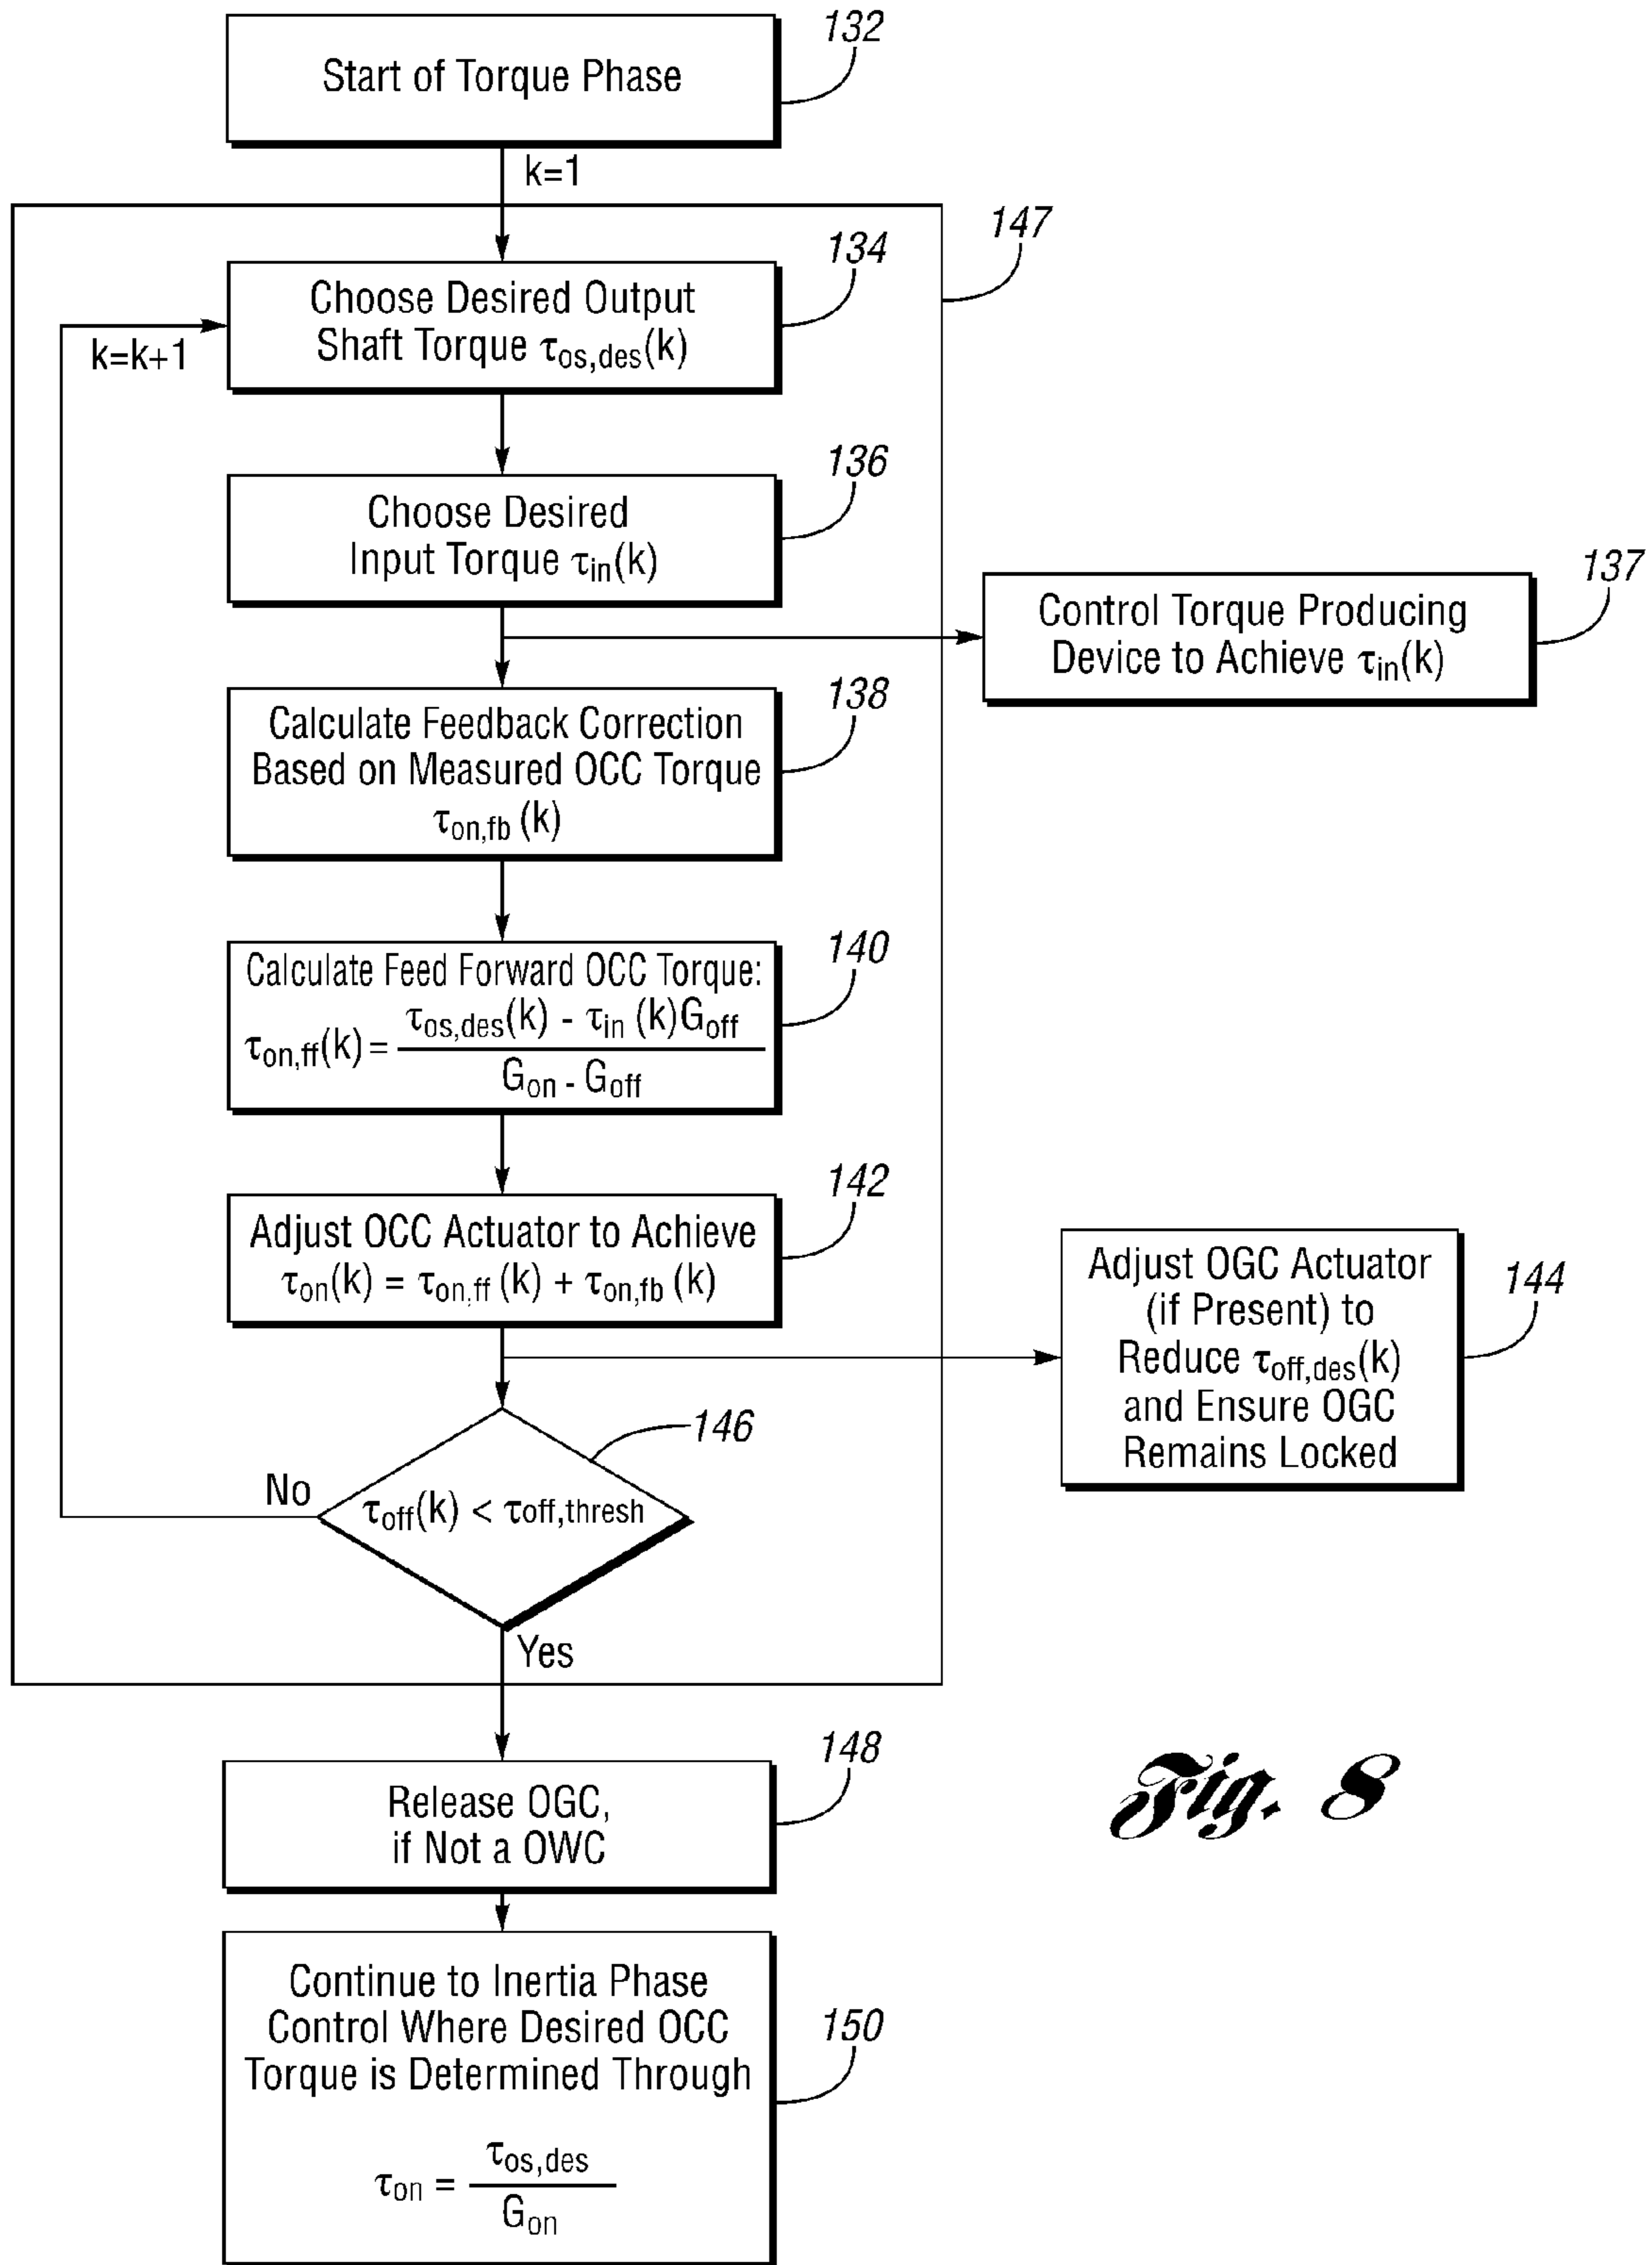 132
Start of Torque Phase
k=1
147
134
Choose Desired Output
Shaft Torque τos,des(k)
k=k+1
136
Choose Desired
Input Torque τin(k)
137
Control Torque Producing
Device to Achieve τin(k)
138
Calculate Feedback Correction
Based on Measured OCC Torque
τon,fb (k)
140
Calculate Feed Forward OCC Torque:
τon,ff(k) = τos,des(k) - τin (k)Goff / Gon - Goff
142
Adjust OCC Actuator to Achieve
τon(k) = τon,ff (k) + τon,fb (k)
144
Adjust OGC Actuator
(if Present) to
Reduce τoff,des(k)
and Ensure OGC
Remains Locked
146
No
τoff(k) < τoff,thresh
Yes
148
Release OGC,
if Not a OWC
Fig. 8
150
Continue to Inertia Phase
Control Where Desired OCC
Torque is Determined Through
τon = τos,des / Gon